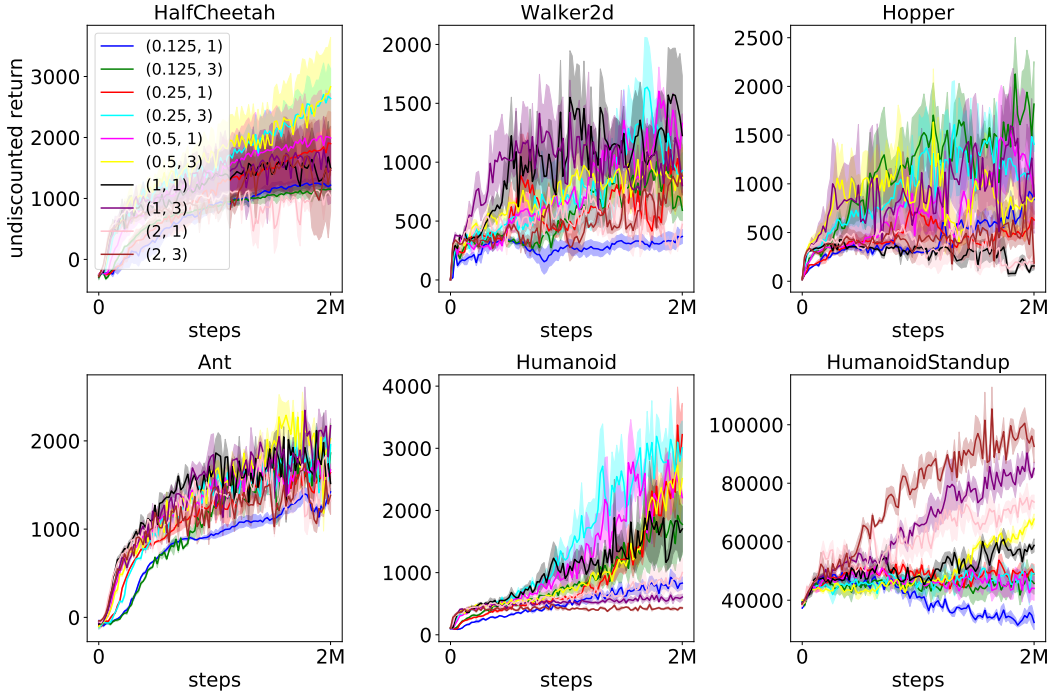 HalfCheetah
undiscounted return
3000
2000
1000
0
(0.125, 1)
(0.125, 3)
(0.25, 1)
(0.25, 3)
(0.5, 1)
(0.5, 3)
(1, 1)
(1, 3)
(2, 1)
(2, 3)
0
2M
steps
Walker2d
2000
1500
1000
500
0
0
2M
steps
Hopper
2500
2000
1500
1000
500
0
0
2M
steps
Ant
2000
1000
0
0
2M
steps
Humanoid
4000
3000
2000
1000
0
0
2M
steps
HumanoidStandup
100000
80000
60000
40000
0
2M
steps